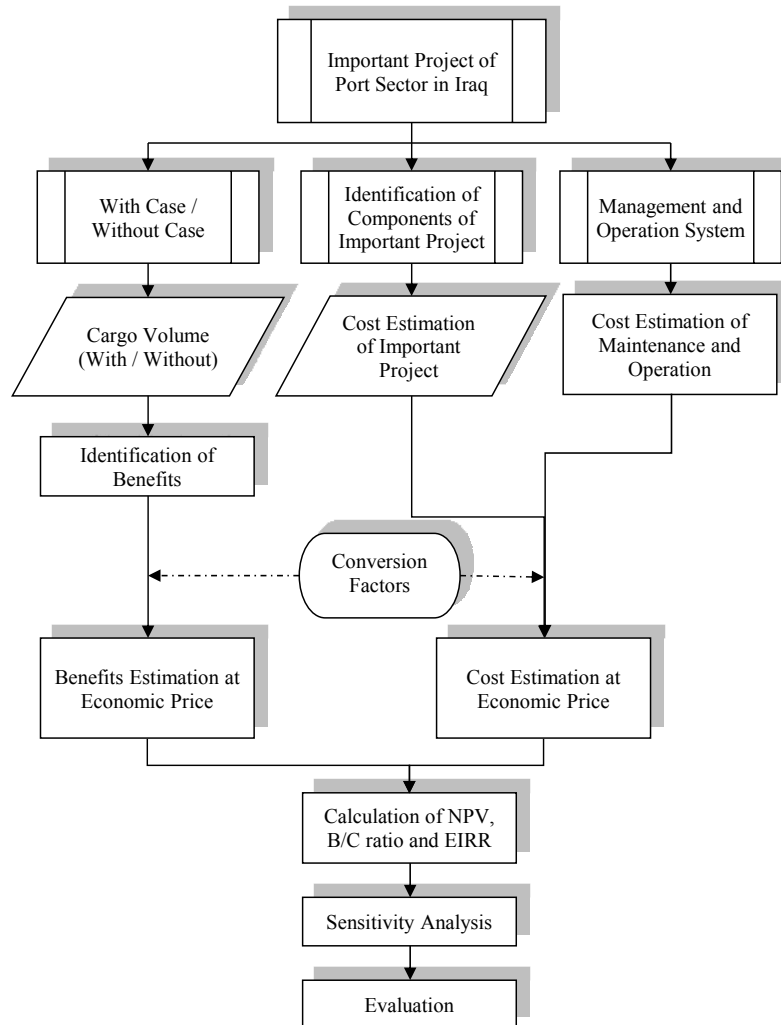 Important Project of
Port Sector in Iraq
With Case /
Without Case
Identification of
Components of
Important Project
Management and
Operation System
Cargo Volume
(With / Without)
Cost Estimation
of Important
Project
Cost Estimation of
Maintenance and
Operation
Identification of
Benefits
Conversion
Factors
Benefits Estimation at
Economic Price
Cost Estimation at
Economic Price
Calculation of NPV,
B/C ratio and EIRR
Sensitivity Analysis
Evaluation